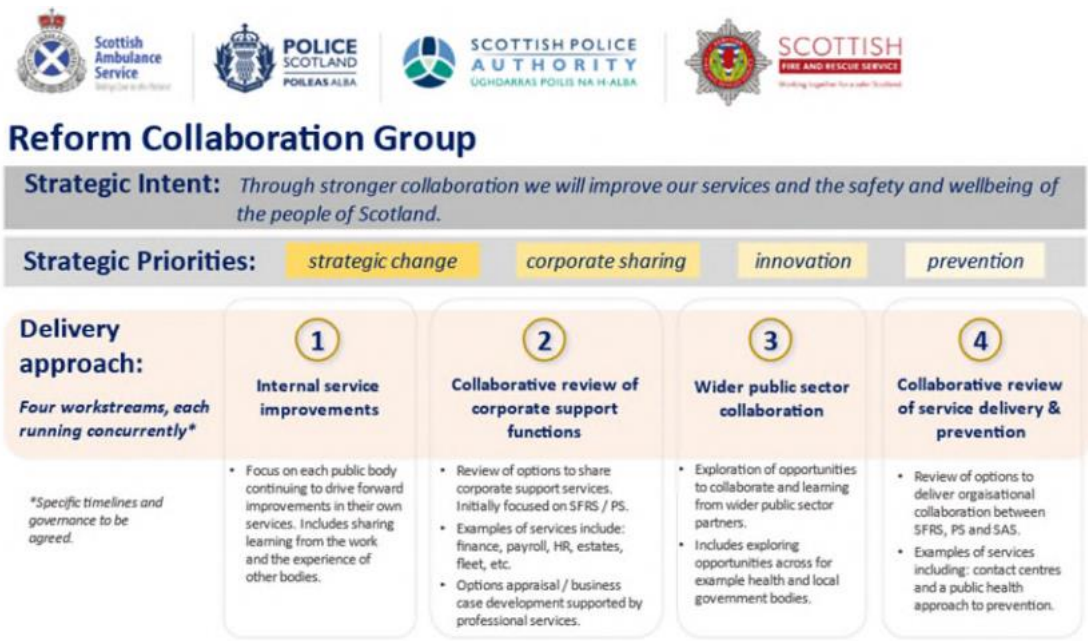 Scottish
Ambulance
Service
Taking Care to the Patient
POLICE
SCOTLAND
POILEAS ALBA
SCOTTISH POLICE
AUTHORITY
ÙGHDARRAS POILIS NA H-ALBA
SCOTTISH
FIRE AND RESCUE SERVICE
Working together for a safer Scotland
Reform Collaboration Group
Strategic Intent: Through stronger collaboration we will improve our services and the safety and wellbeing of
the people of Scotland.
Strategic Priorities: strategic change corporate sharing innovation prevention
Delivery
approach:
Four workstreams, each
running concurrently*
*Specific timelines and
governance to be
agreed.
1
Internal service
improvements
• Focus on each public body
continuing to drive forward
improvements in their own
services. Includes sharing
learning from the work
and the experience of
other bodies.
2
Collaborative review of
corporate support
functions
• Review of options to share
corporate support services.
Initially focused on SFRS / PS.
• Examples of services include:
finance, payroll, HR, estates,
fleet, etc.
• Options appraisal / business
case development supported by
professional services.
3
Wider public sector
collaboration
• Exploration of opportunities
to collaborate and learning
from wider public sector
partners.
• Includes exploring
opportunities across for
example health and local
government bodies.
4
Collaborative review
of service delivery &
prevention
• Review of options to
deliver orgaisational
collaboration between
SFRS, PS and SAS.
• Examples of services
including: contact centres
and a public health
approach to prevention.